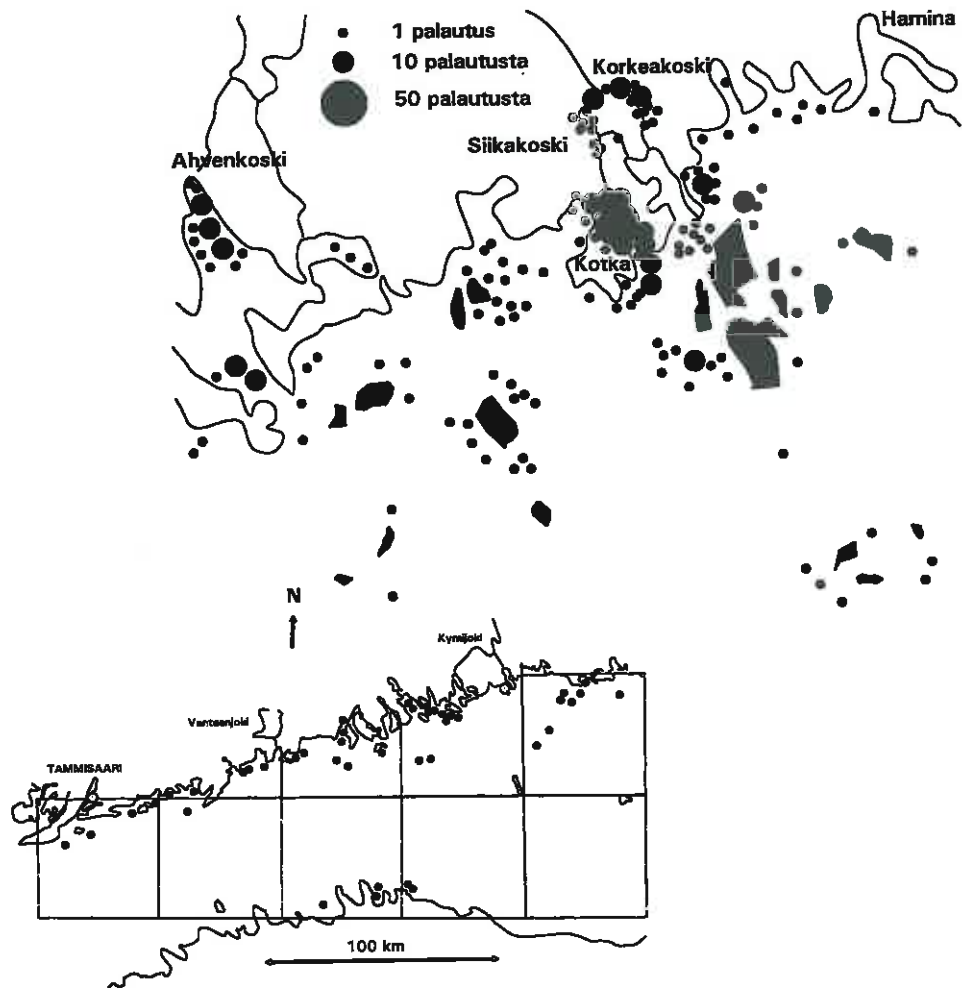 Hamina
1 palautus
10 palautusta
50 palautusta
Korkeakoski
Siikakoski
Ahvenkoski
Kotka
N
Kymijoki
Vantaanjoki
TAMMISAARI
100 km